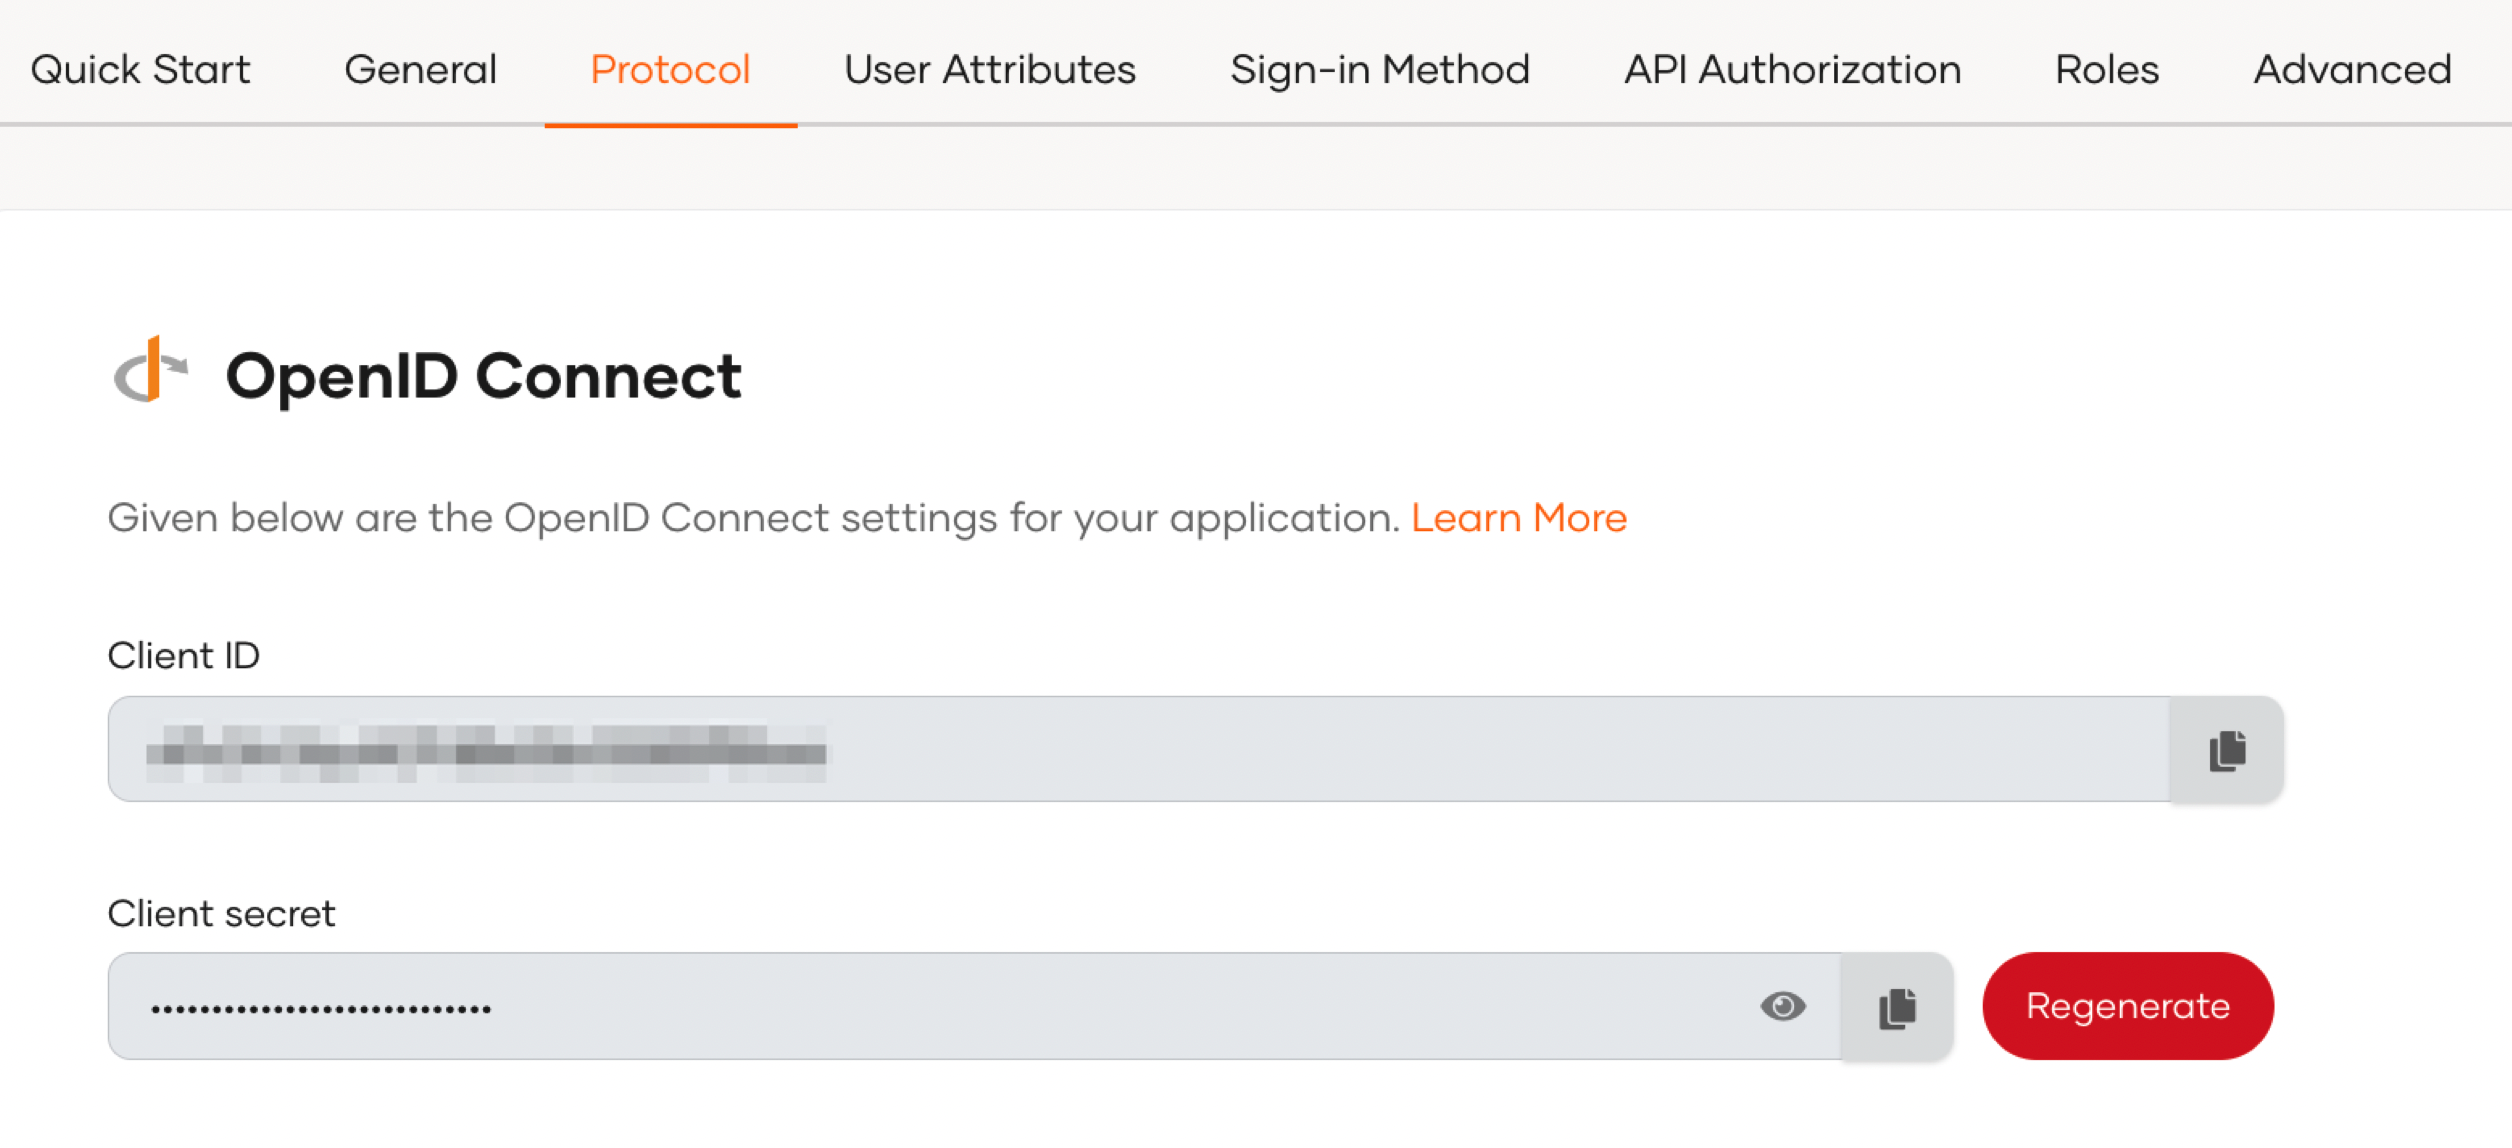 Quick Start General Protocol User Attributes Sign-in Method API Authorization Roles Advanced
OpenID Connect
Given below are the OpenID Connect settings for your application. Learn More
Client ID
Client secret
••••••••••••••••••••••••••••
Regenerate